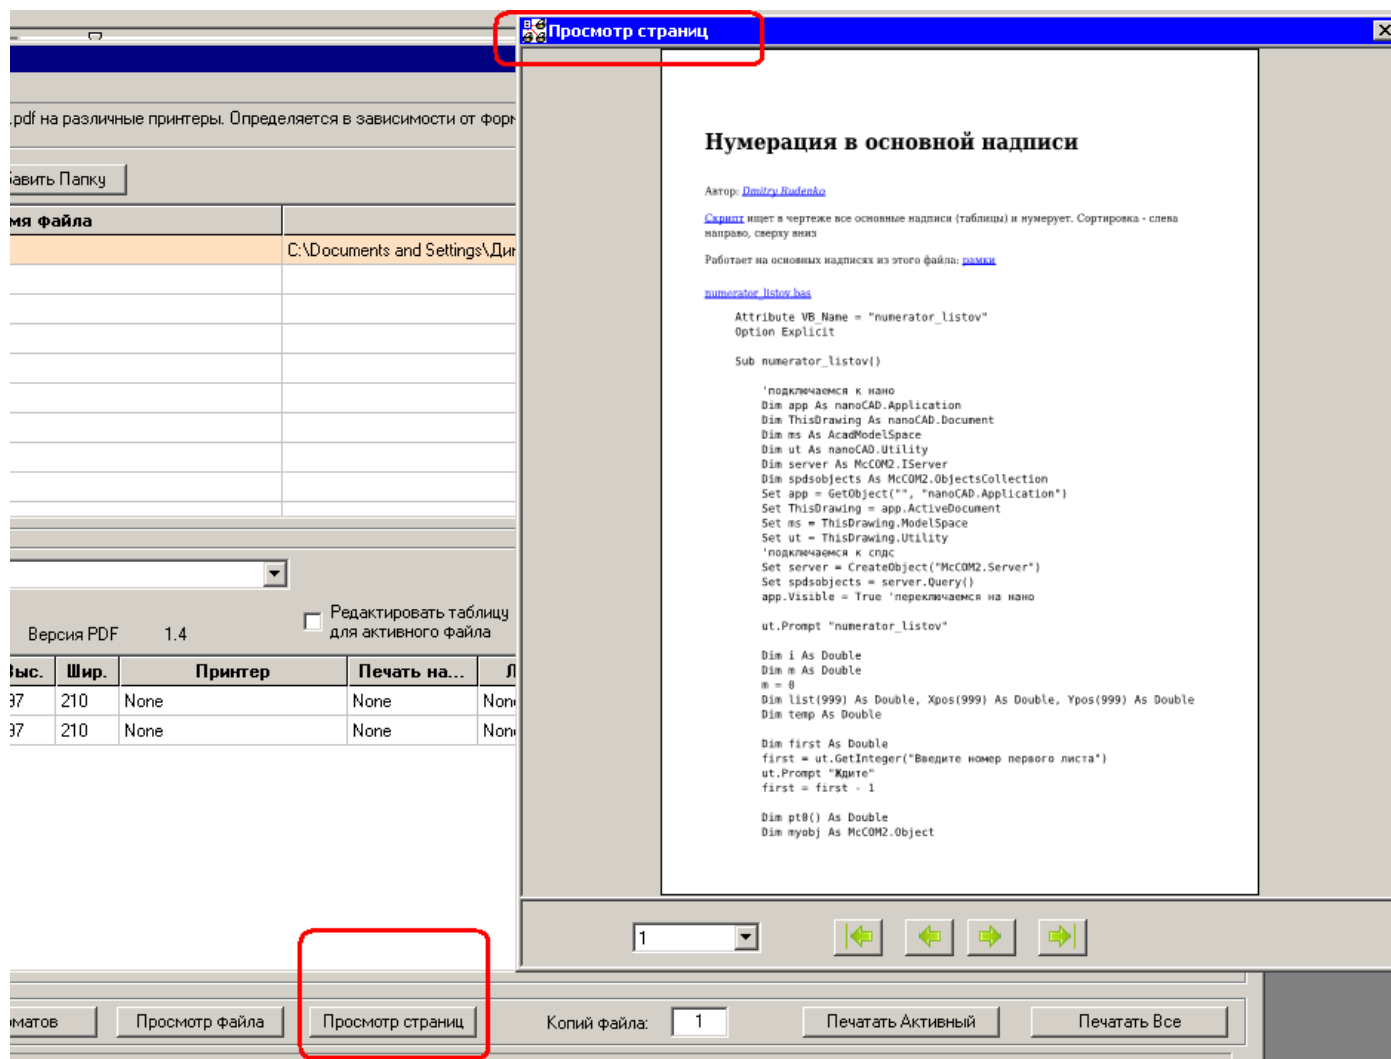 Просмотр страниц
.pdf на различные принтеры. Определяется в зависимости от
авить Папку
мя файла
C:\Documents and Settings\Ди
Версия PDF 1.4
Редактировать таблицу
для активного файла
Выс. Шир. Принтер Печать на...
97 210 None None Non
97 210 None None Non
Нумерация в основной надписи
Автор: Dmitry Rudenko
Скрипт ищет в чертеже все основные надписи (таблицы) и нумерует. Сортировка - слева
направо, сверху вниз
Работает на основных надписях из этого файла: рамки
numerator_listov.bas
Attribute VB_Name = "numerator_listov"
Option Explicit
Sub numerator_listov()
'подключаемся к нано
Dim app As nanoCAD.Application
Dim ThisDrawing As nanoCAD.Document
Dim ms As AcadModelSpace
Dim ut As nanoCAD.Utility
Dim server As McCOM2.IServer
Dim spdsobjects As McCOM2.ObjectsCollection
Set app = GetObject("", "nanoCAD.Application")
Set ThisDrawing = app.ActiveDocument
Set ms = ThisDrawing.ModelSpace
Set ut = ThisDrawing.Utility
'подключаемся к спдс
Set server = CreateObject("McCOM2.Server")
Set spdsobjects = server.Query()
app.Visible = True 'переключаемся на нано
ut.Prompt "numerator_listov"
Dim i As Double
Dim m As Double
m = 0
Dim list(999) As Double, Xpos(999) As Double, Ypos(999) As Double
Dim temp As Double
Dim first As Double
first = ut.GetInteger("Введите номер первого листа")
ut.Prompt "Ждите"
first = first - 1
Dim pt0() As Double
Dim myobj As McCOM2.Object
1
матов Просмотр файла Просмотр страниц Копий файла: 1 Печатать Активный Печатать Все